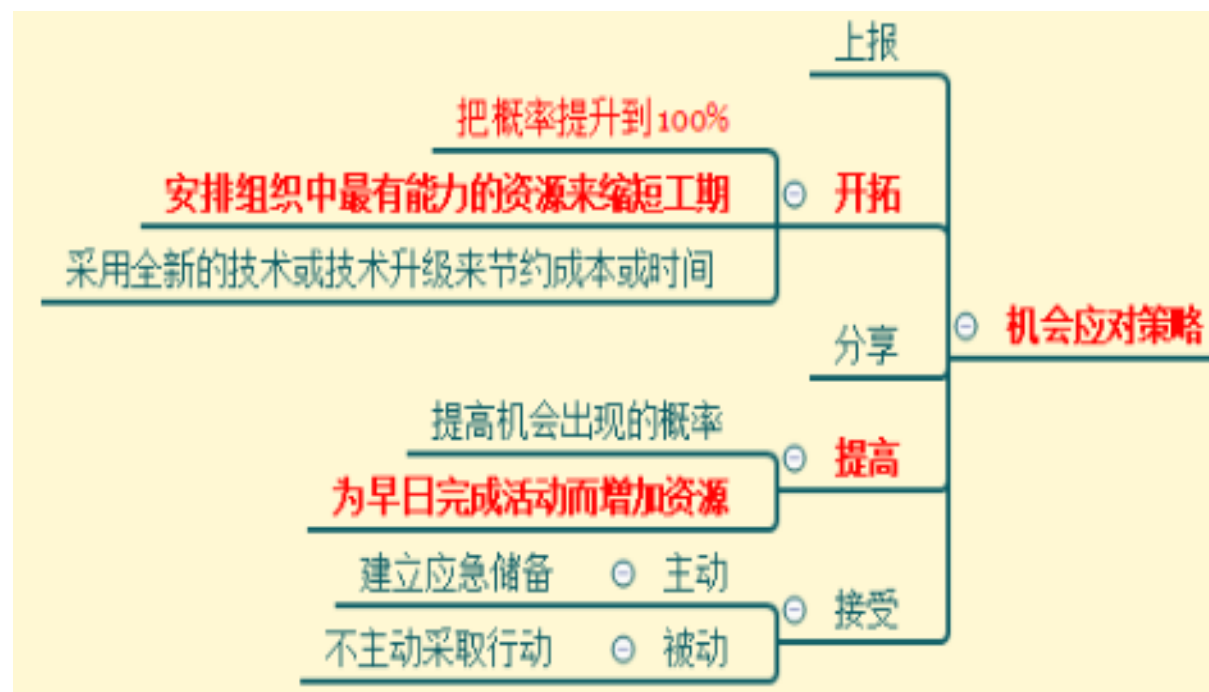 上报
把概率提升到100%
安排组织中最有能力的资源来缩短工期
开拓
采用全新的技术或技术升级来节约成本或时间
机会应对策略
分享
提高机会出现的概率
提高
为早日完成活动而增加资源
建立应急储备 主动
接受
不主动采取行动 被动